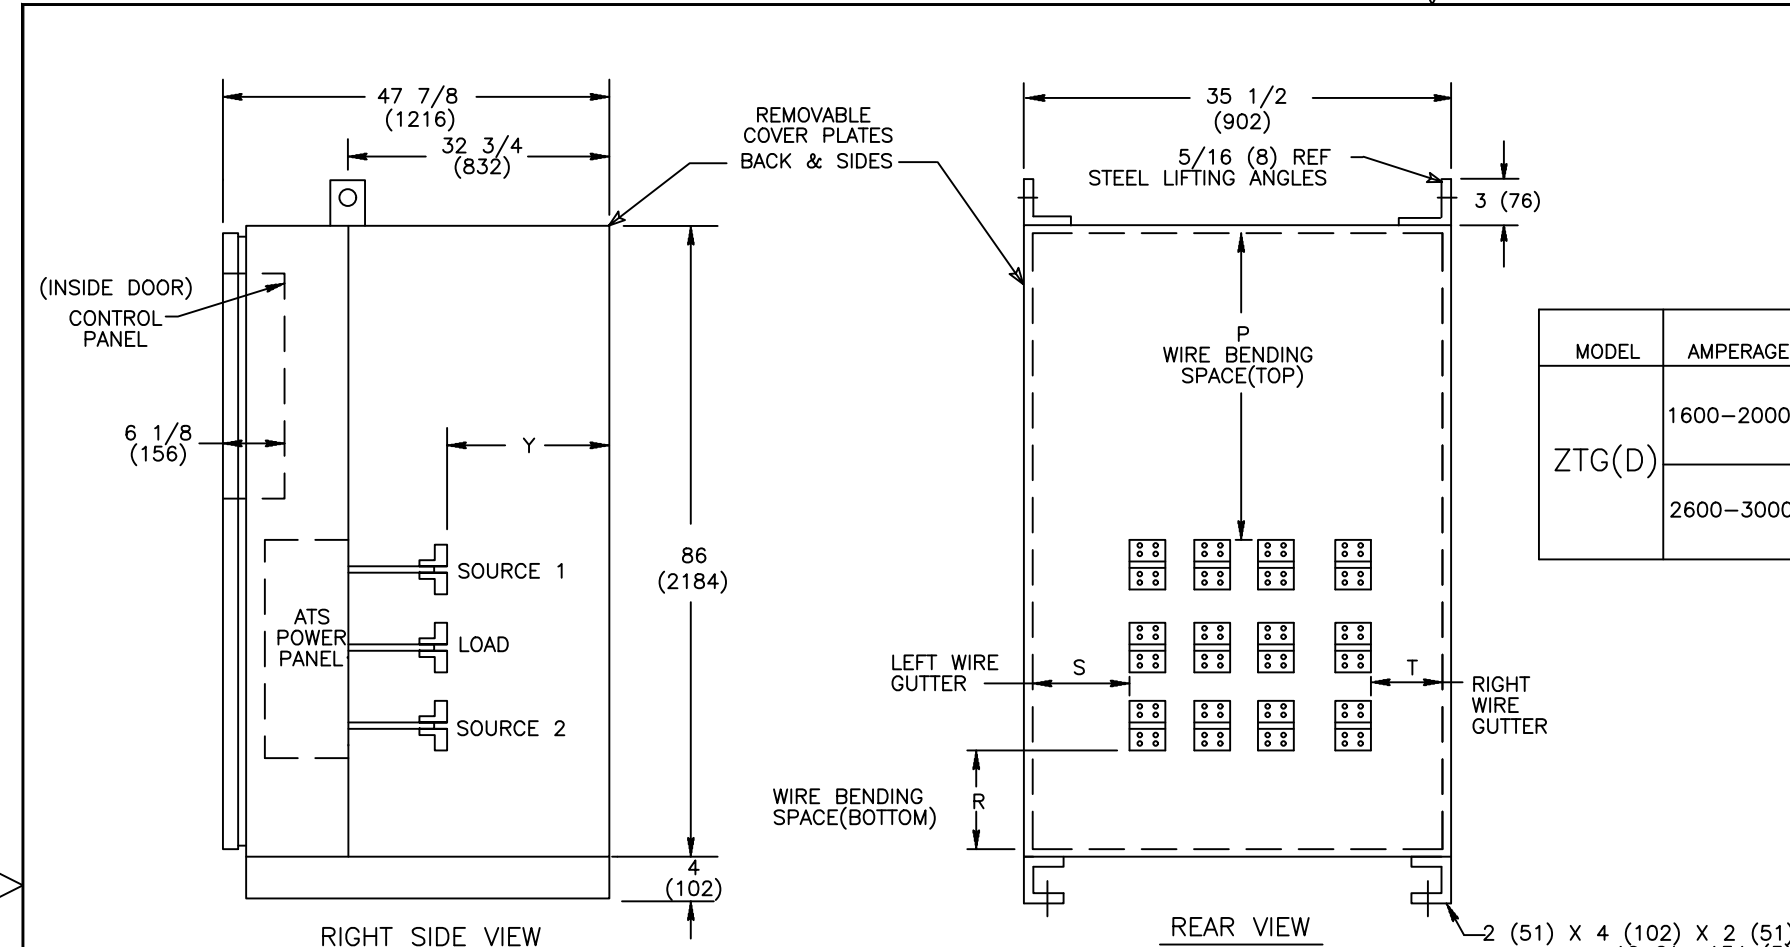 47 7/8
(1216)
32 3/4
(832)
REMOVABLE
COVER PLATES
BACK & SIDES
35 1/2
(902)
5/16 (8) REF
STEEL LIFTING ANGLES
3 (76)
(INSIDE DOOR)
CONTROL
PANEL
6 1/8
(156)
Y
P
WIRE BENDING
SPACE(TOP)
MODEL AMPERAGE
ZTG(D)
1600-2000
2600-3000
SOURCE 1
86
(2184)
ATS
POWER
PANEL
LOAD
SOURCE 2
LEFT WIRE
GUTTER
S
T
RIGHT
WIRE
GUTTER
WIRE BENDING
SPACE(BOTTOM)
R
4
(102)
RIGHT SIDE VIEW
REAR VIEW
2 (51) X 4 (102) X 2 (51)